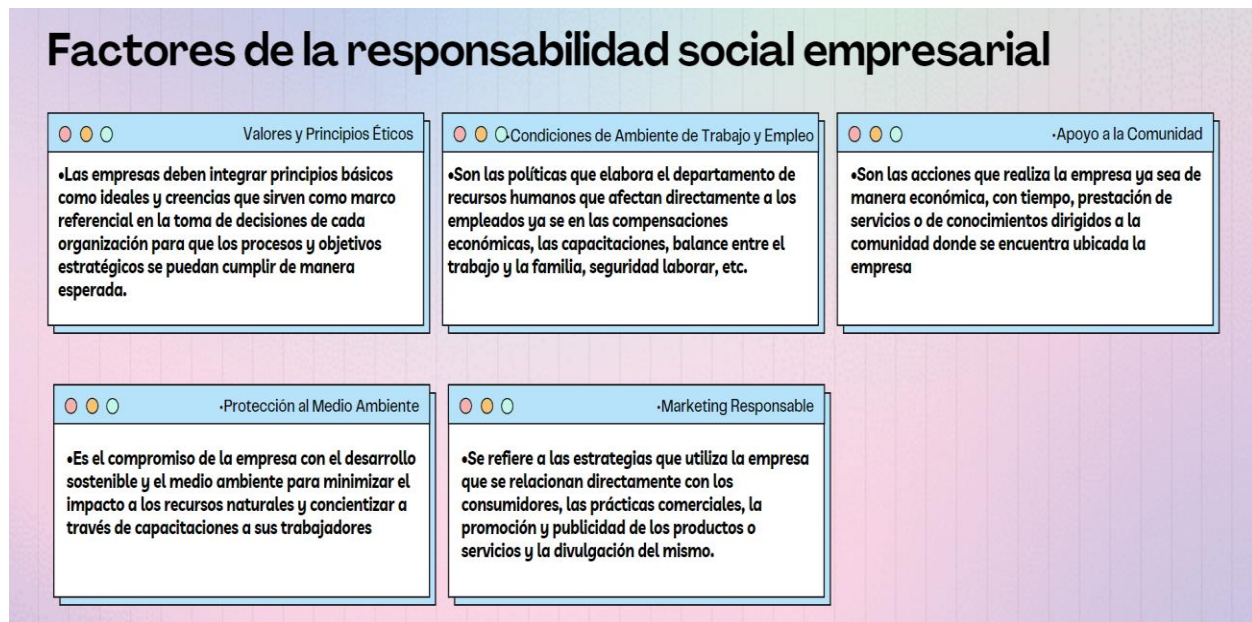 Factores de la responsabilidad social empresarial
Valores y Principios Éticos
•Las empresas deben integrar principios básicos
como ideales y creencias que sirven como marco
referencial en la toma de decisiones de cada
organización para que los procesos y objetivos
estratégicos se puedan cumplir de manera
esperada.
•Condiciones de Ambiente de Trabajo y Empleo
•Son las políticas que elabora el departamento de
recursos humanos que afectan directamente a los
empleados ya se en las compensaciones
económicas, las capacitaciones, balance entre el
trabajo y la familia, seguridad laborar, etc.
•Apoyo a la Comunidad
•Son las acciones que realiza la empresa ya sea de
manera económica, con tiempo, prestación de
servicios o de conocimientos dirigidos a la
comunidad donde se encuentra ubicada la
empresa
•Protección al Medio Ambiente
•Es el compromiso de la empresa con el desarrollo
sostenible y el medio ambiente para minimizar el
impacto a los recursos naturales y concientizar a
través de capacitaciones a sus trabajadores
•Marketing Responsable
•Se refiere a las estrategias que utiliza la empresa
que se relacionan directamente con los
consumidores, las prácticas comerciales, la
promoción y publicidad de los productos o
servicios y la divulgación del mismo.